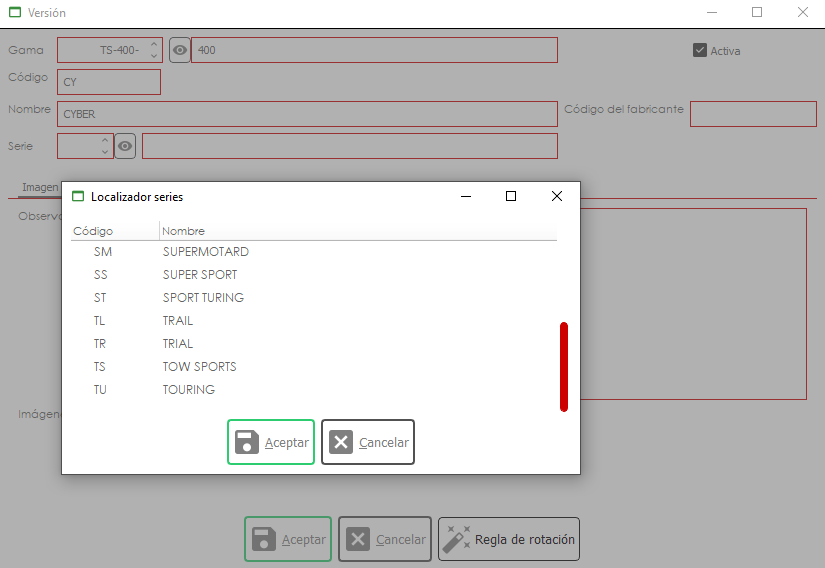 Versión
Gama TS-400- 400 Activa
Código CY
Nombre CYBER Código del fabricante
Serie
Imagen
Localizador series
Observa
Código Nombre
SM SUPERMOTARD
SS SUPER SPORT
ST SPORT TURING
TL TRAIL
TR TRIAL
TS TOW SPORTS
TU TOURING
Imágen
Aceptar Cancelar
Aceptar Cancelar Regla de rotación